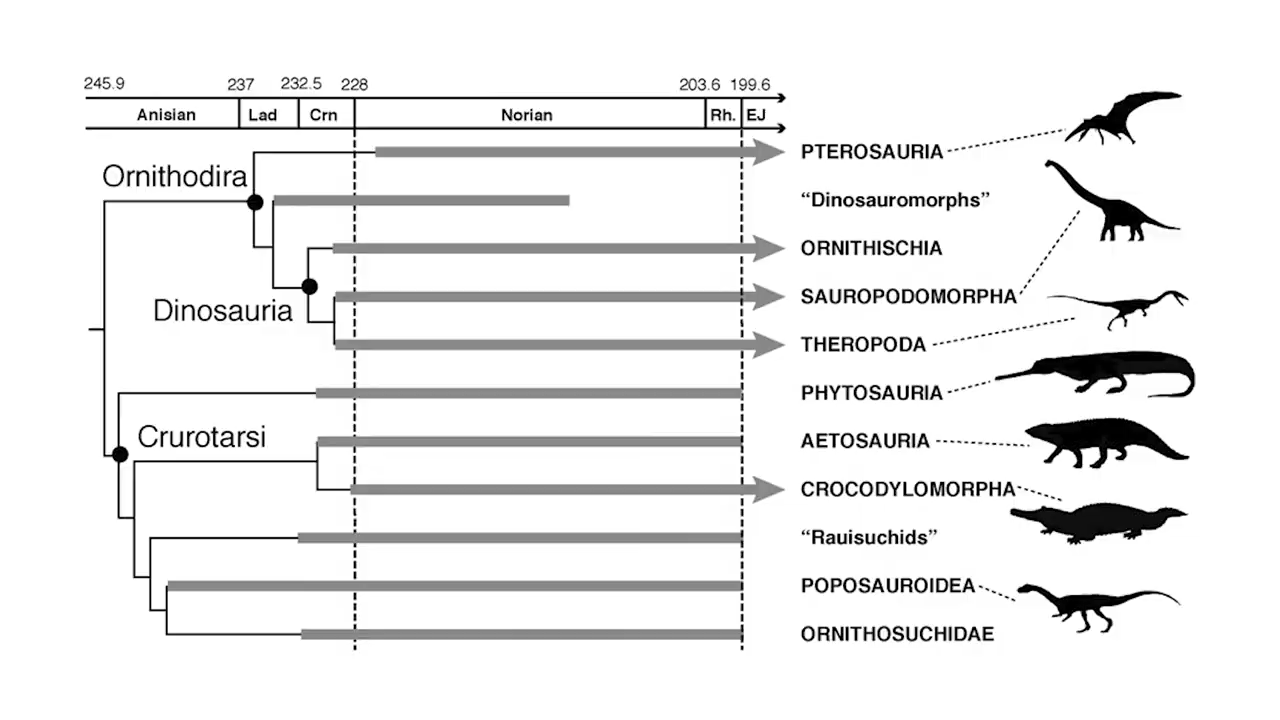 245.9 237 232.5 228 203.6 199.6
Anisian Lad Crn Norian Rh. EJ
PTEROSAURIA
Ornithodira
“Dinosauromorphs”
ORNITHISCHIA
SAUROPODOMORPHA
Dinosauria
THEROPODA
PHYTOSAURIA
Crurotarsi
AETOSAURIA
CROCODYLOMORPHA
“Rauisuchids”
POPOSAUROIDEA
ORNITHOSUCHIDAE